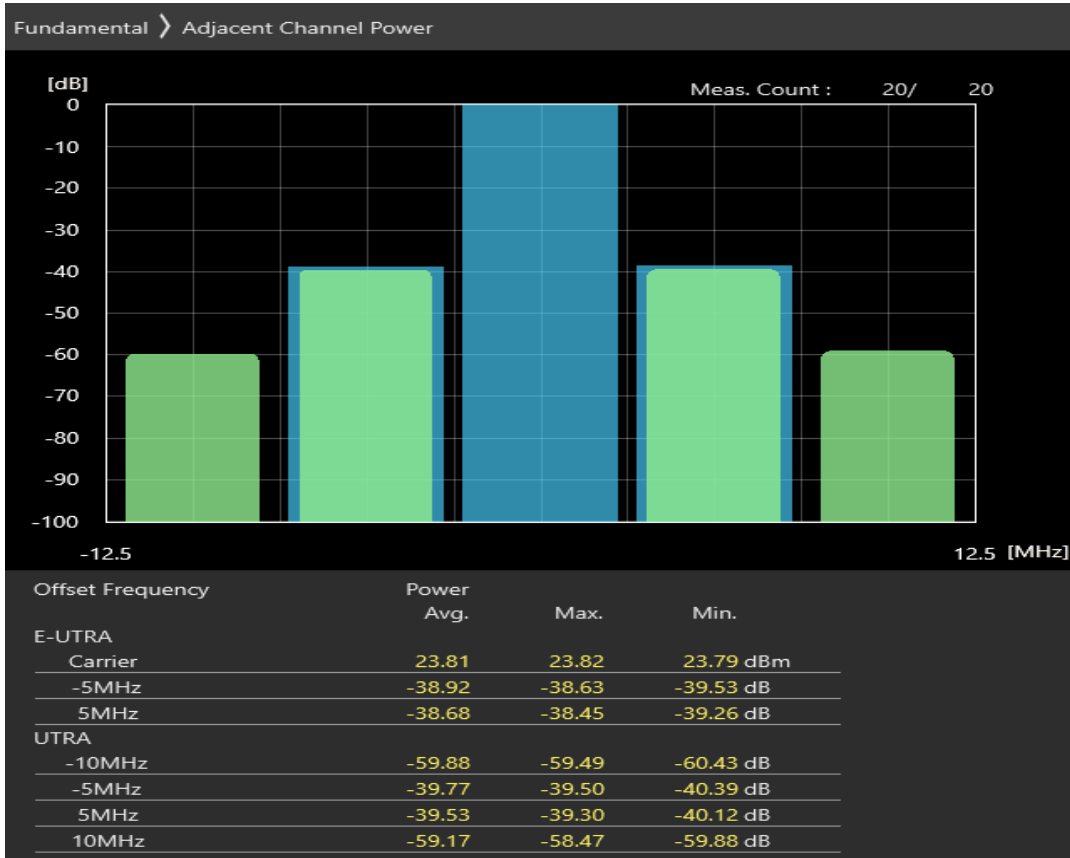 Fundamental 〉 Adjacent Channel Power
[dB]
Meas. Count : 20/ 20
0
-10
-20
-30
-40
-50
-60
-70
-80
-90
-100
-12.5 12.5 [MHz]
Offset Frequency Power
Avg. Max. Min.
E-UTRA
Carrier 23.81 23.82 23.79 dBm
-5MHz -38.92 -38.63 -39.53 dB
5MHz -38.68 -38.45 -39.26 dB
UTRA
-10MHz -59.88 -59.49 -60.43 dB
-5MHz -39.77 -39.50 -40.39 dB
5MHz -39.53 -39.30 -40.12 dB
10MHz -59.17 -58.47 -59.88 dB